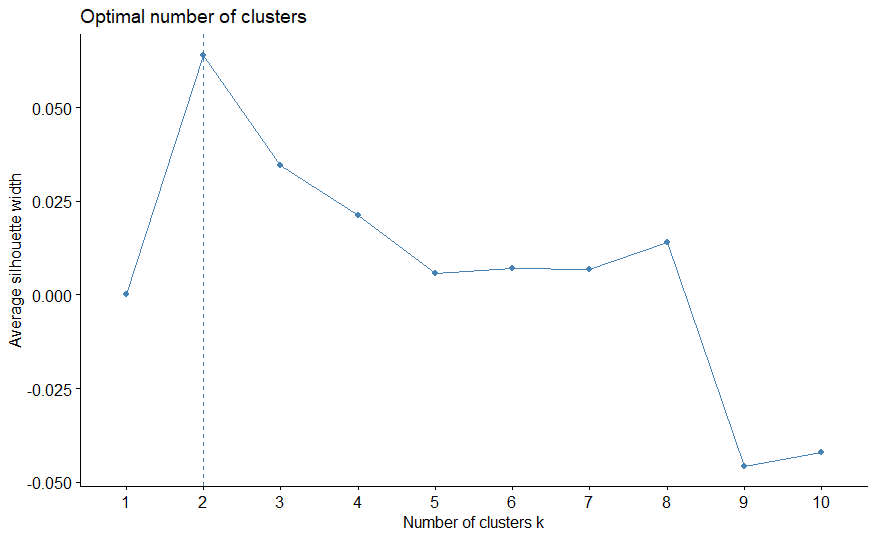 Optimal number of clusters
Average silhouette width
0.050
0.025
0.000
-0.025
-0.050
1 2 3 4 5 6 7 8 9 10
Number of clusters k